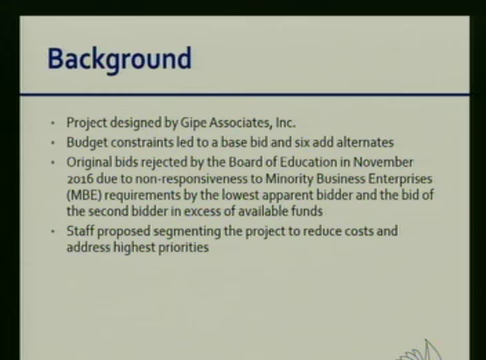 Background
• Project designed by Gipe Associates, Inc.
• Budget constraints led to a base bid and six add alternates
• Original bids rejected by the Board of Education in November
2016 due to non-responsiveness to Minority Business Enterprises
(MBE) requirements by the lowest apparent bidder and the bid of
the second bidder in excess of available funds
• Staff proposed segmenting the project to reduce costs and
address highest priorities